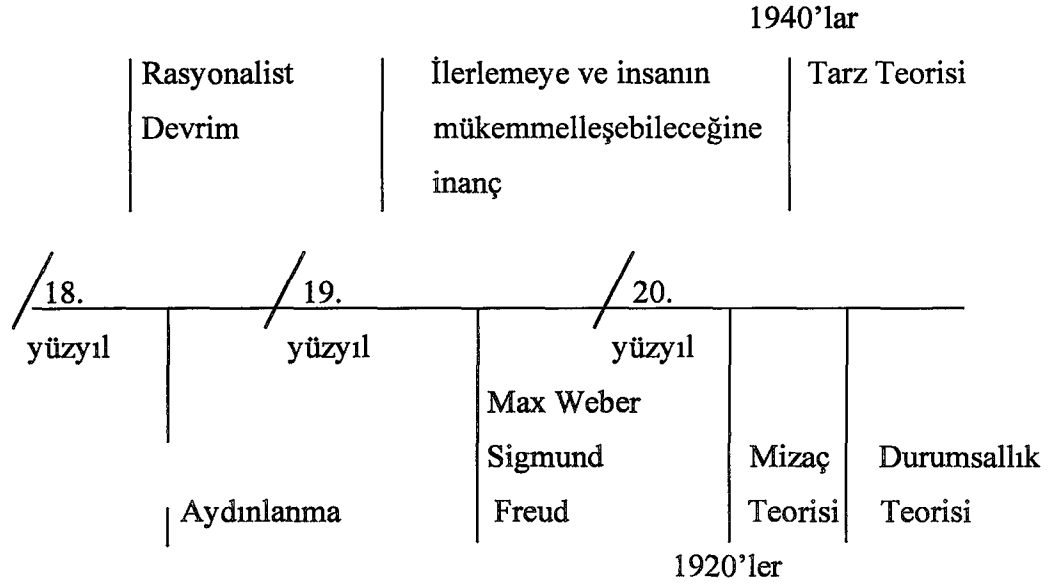 1940’lar
Rasyonalist
Devrim
İlerlemeye ve insanın
mükemmelleşebileceğine
inanç
Tarz Teorisi
18.
yüzyıl
19.
yüzyıl
20.
yüzyıl
Aydınlanma
Max Weber
Sigmund
Freud
Mizaç
Teorisi
Durumsallık
Teorisi
1920’ler